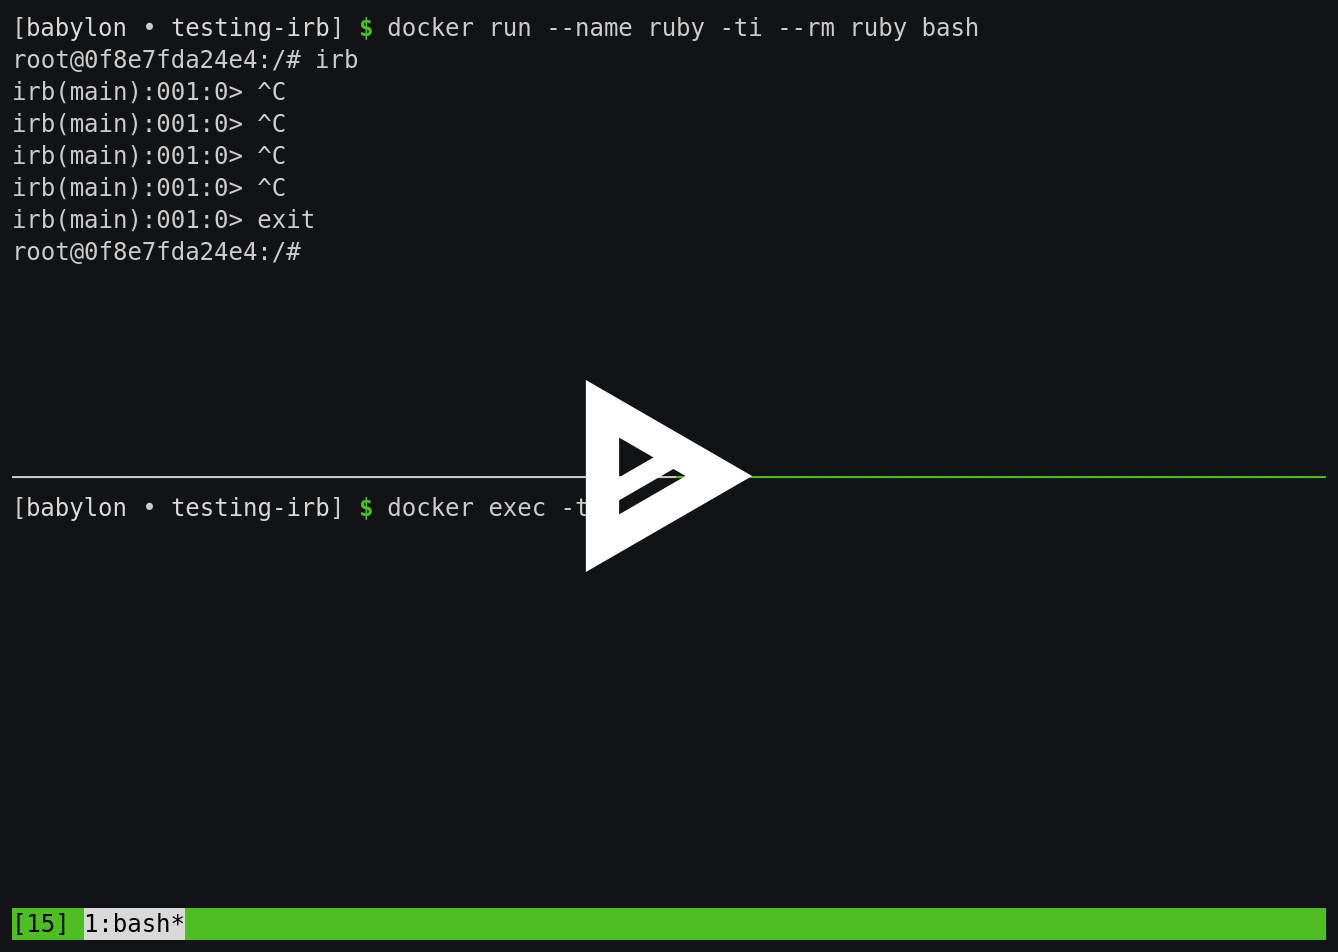 [babylon • testing-irb] $ docker run --name ruby -ti --rm ruby bash
root@0f8e7fda24e4:/# irb
irb(main):001:0> ^C
irb(main):001:0> ^C
irb(main):001:0> ^C
irb(main):001:0> ^C
irb(main):001:0> exit
root@0f8e7fda24e4:/#
[babylon • testing-irb] $ docker exec -t
[15] 1:bash*